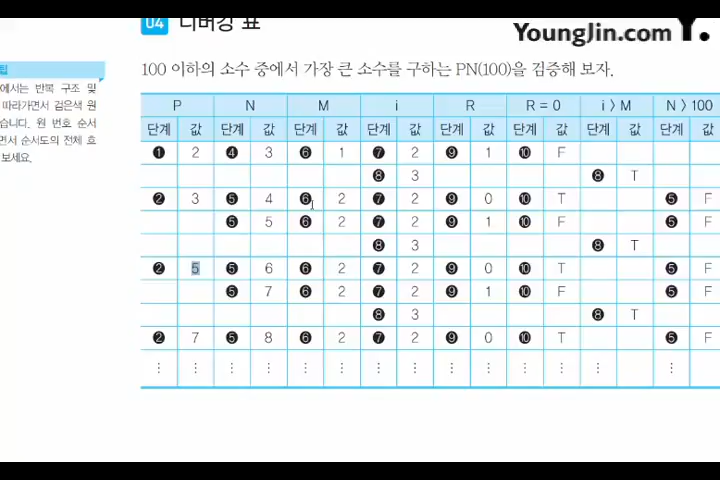 04 디버깅 표
YoungJin.com Y.
100 이하의 소수 중에서 가장 큰 소수를 구하는 PN(100)을 검증해 보자.
팁
에서는 반복 구조 및
따라가면서 검은색 원
습니다. 원 번호 순서
면서 순서도의 전체 흐
보세요.
P N M i R R = 0 i > M N > 100
단계 값 단계 값 단계 값 단계 값 단계 값 단계 값 단계 값 단계 값
❶ 2 ❹ 3 ❻ 1 ❼ 2 ❾ 1 ❿ F
❽ 3 ❽ T
❷ 3 ❺ 4 ❻ 2 ❼ 2 ❾ 0 ❿ T ❺ F
❺ 5 ❻ 2 ❼ 2 ❾ 1 ❿ F ❺ F
❽ 3 ❽ T
❷ 5 ❺ 6 ❻ 2 ❼ 2 ❾ 0 ❿ T ❺ F
❺ 7 ❻ 2 ❼ 2 ❾ 1 ❿ F ❺ F
❽ 3 ❽ T
❷ 7 ❺ 8 ❻ 2 ❼ 2 ❾ 0 ❿ T ❺ F
⋮ ⋮ ⋮ ⋮ ⋮ ⋮ ⋮ ⋮ ⋮ ⋮ ⋮ ⋮ ⋮ ⋮ ⋮ ⋮